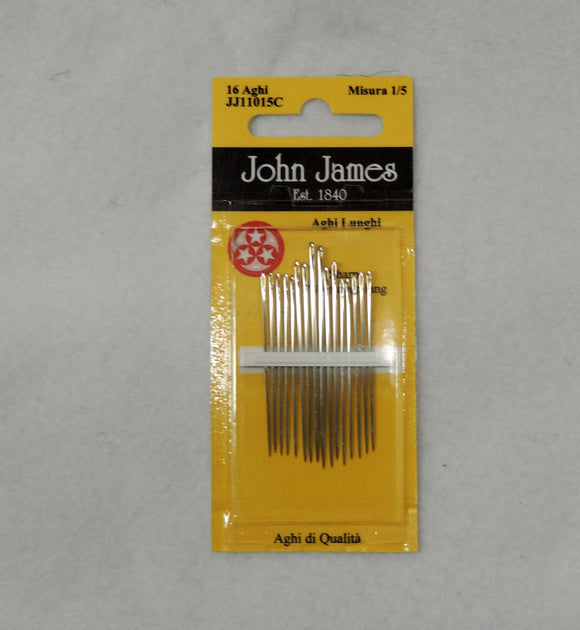 16 Aghi Misura 1/5
JJ11015C
John James
Est. 1840
Aghi Lunghi
Aghi di Qualità